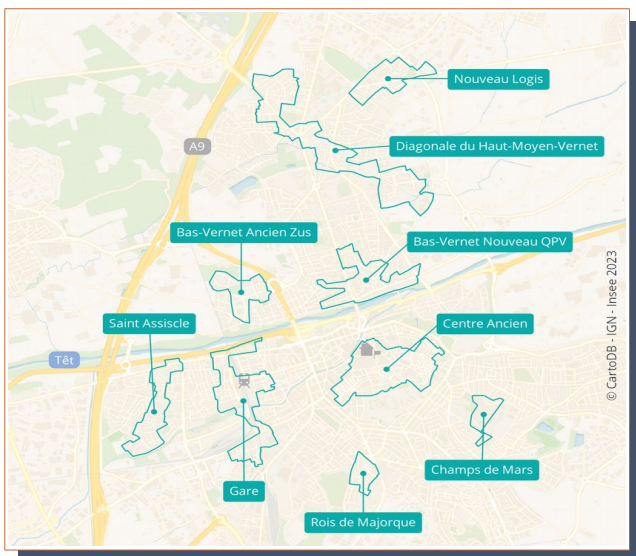 Nouveau Logis
A9
Diagonale du Haut-Moyen-Vernet
Bas-Vernet Ancien Zus
Bas-Vernet Nouveau QPV
Saint Assiscle
Centre Ancien
Têt
Champs de Mars
Gare
Rois de Majorque
© CartoDB - IGN - Insee 2023